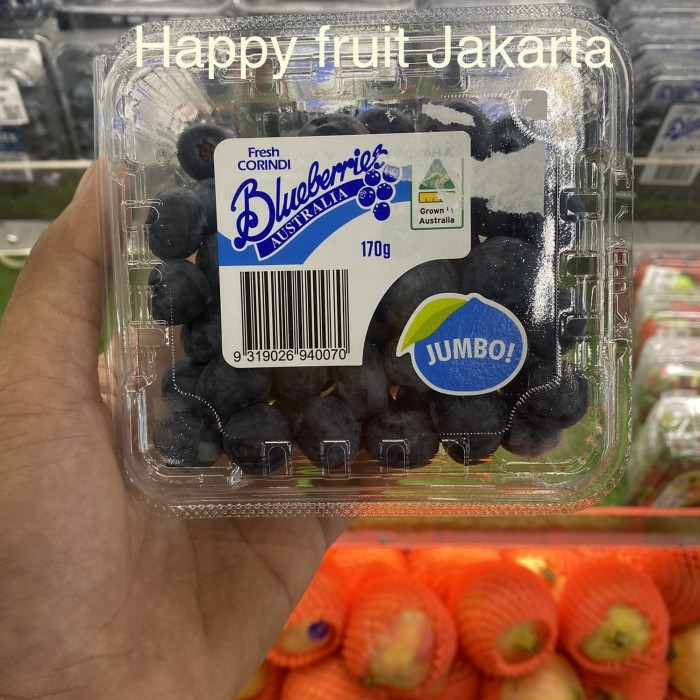 Happy fruit Jakarta
Fresh
CORINDI
Blueberries
AUSTRALIA
Grown in
Australia
170g
9 319026 940070
JUMBO!